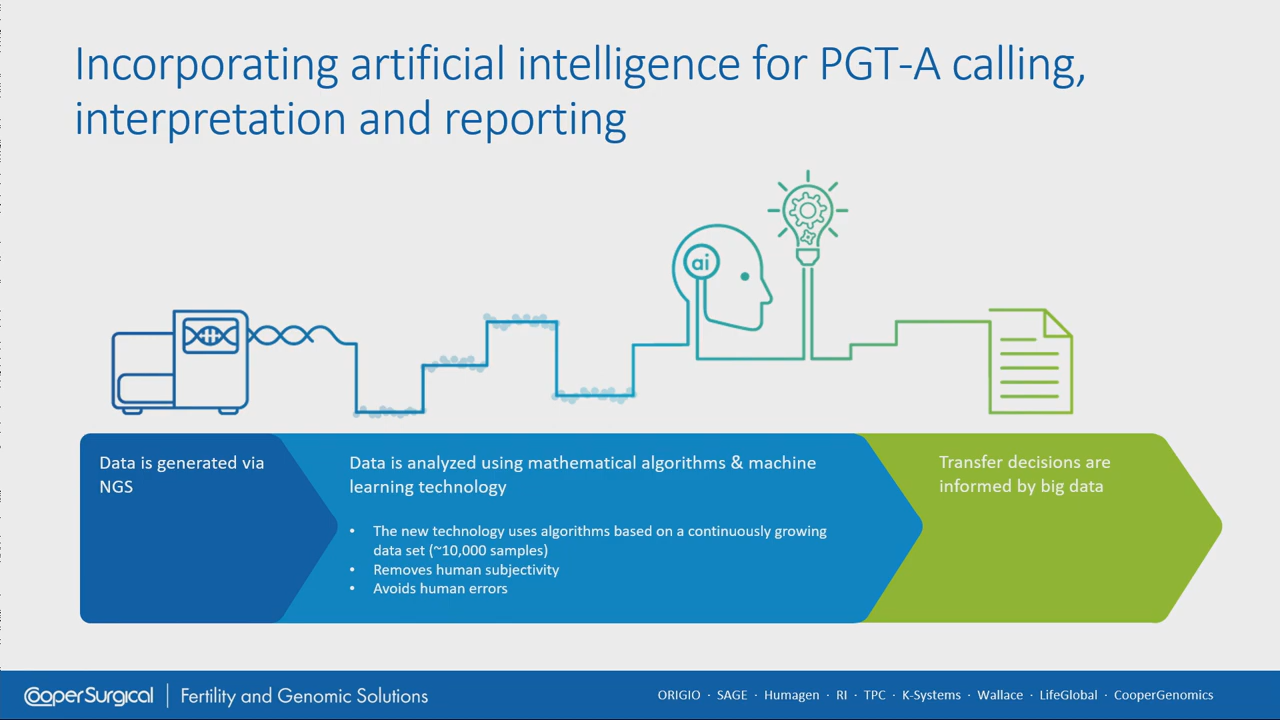 Incorporating artificial intelligence for PGT-A calling,
interpretation and reporting
ai
Data is generated via
NGS
Data is analyzed using mathematical algorithms & machine
learning technology
• The new technology uses algorithms based on a continuously growing
data set (~10,000 samples)
• Removes human subjectivity
• Avoids human errors
Transfer decisions are
informed by big data
CooperSurgical | Fertility and Genomic Solutions
ORIGIO · SAGE · Humagen · RI · TPC · K-Systems · Wallace · LifeGlobal · CooperGenomics